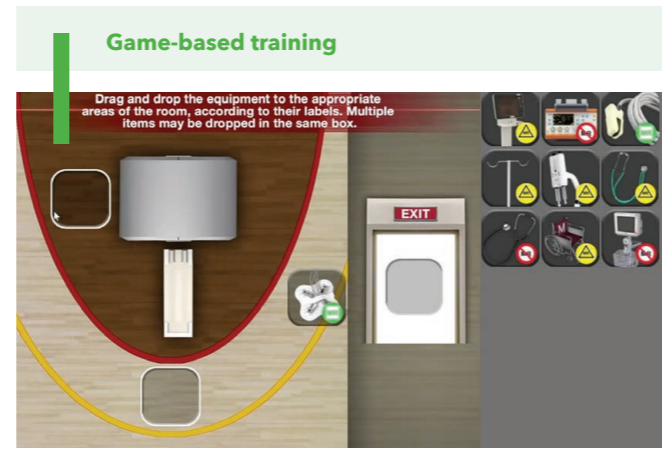 Game-based training
Drag and drop the equipment to the appropriate
areas of the room, according to their labels. Multiple
items may be dropped in the same box.
EXIT